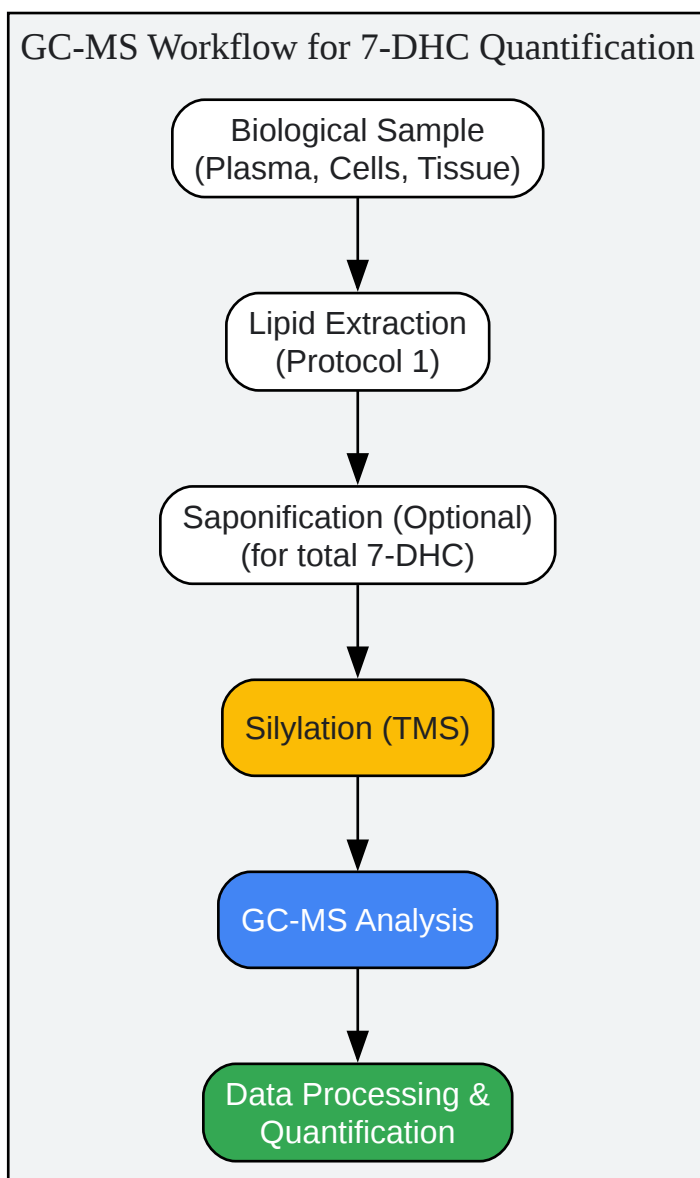 GC-MS Workflow for 7-DHC Quantification
Biological Sample
(Plasma, Cells, Tissue)
Lipid Extraction
(Protocol 1)
Saponification (Optional)
(for total 7-DHC)
Silylation (TMS)
GC-MS Analysis
Data Processing &
Quantification